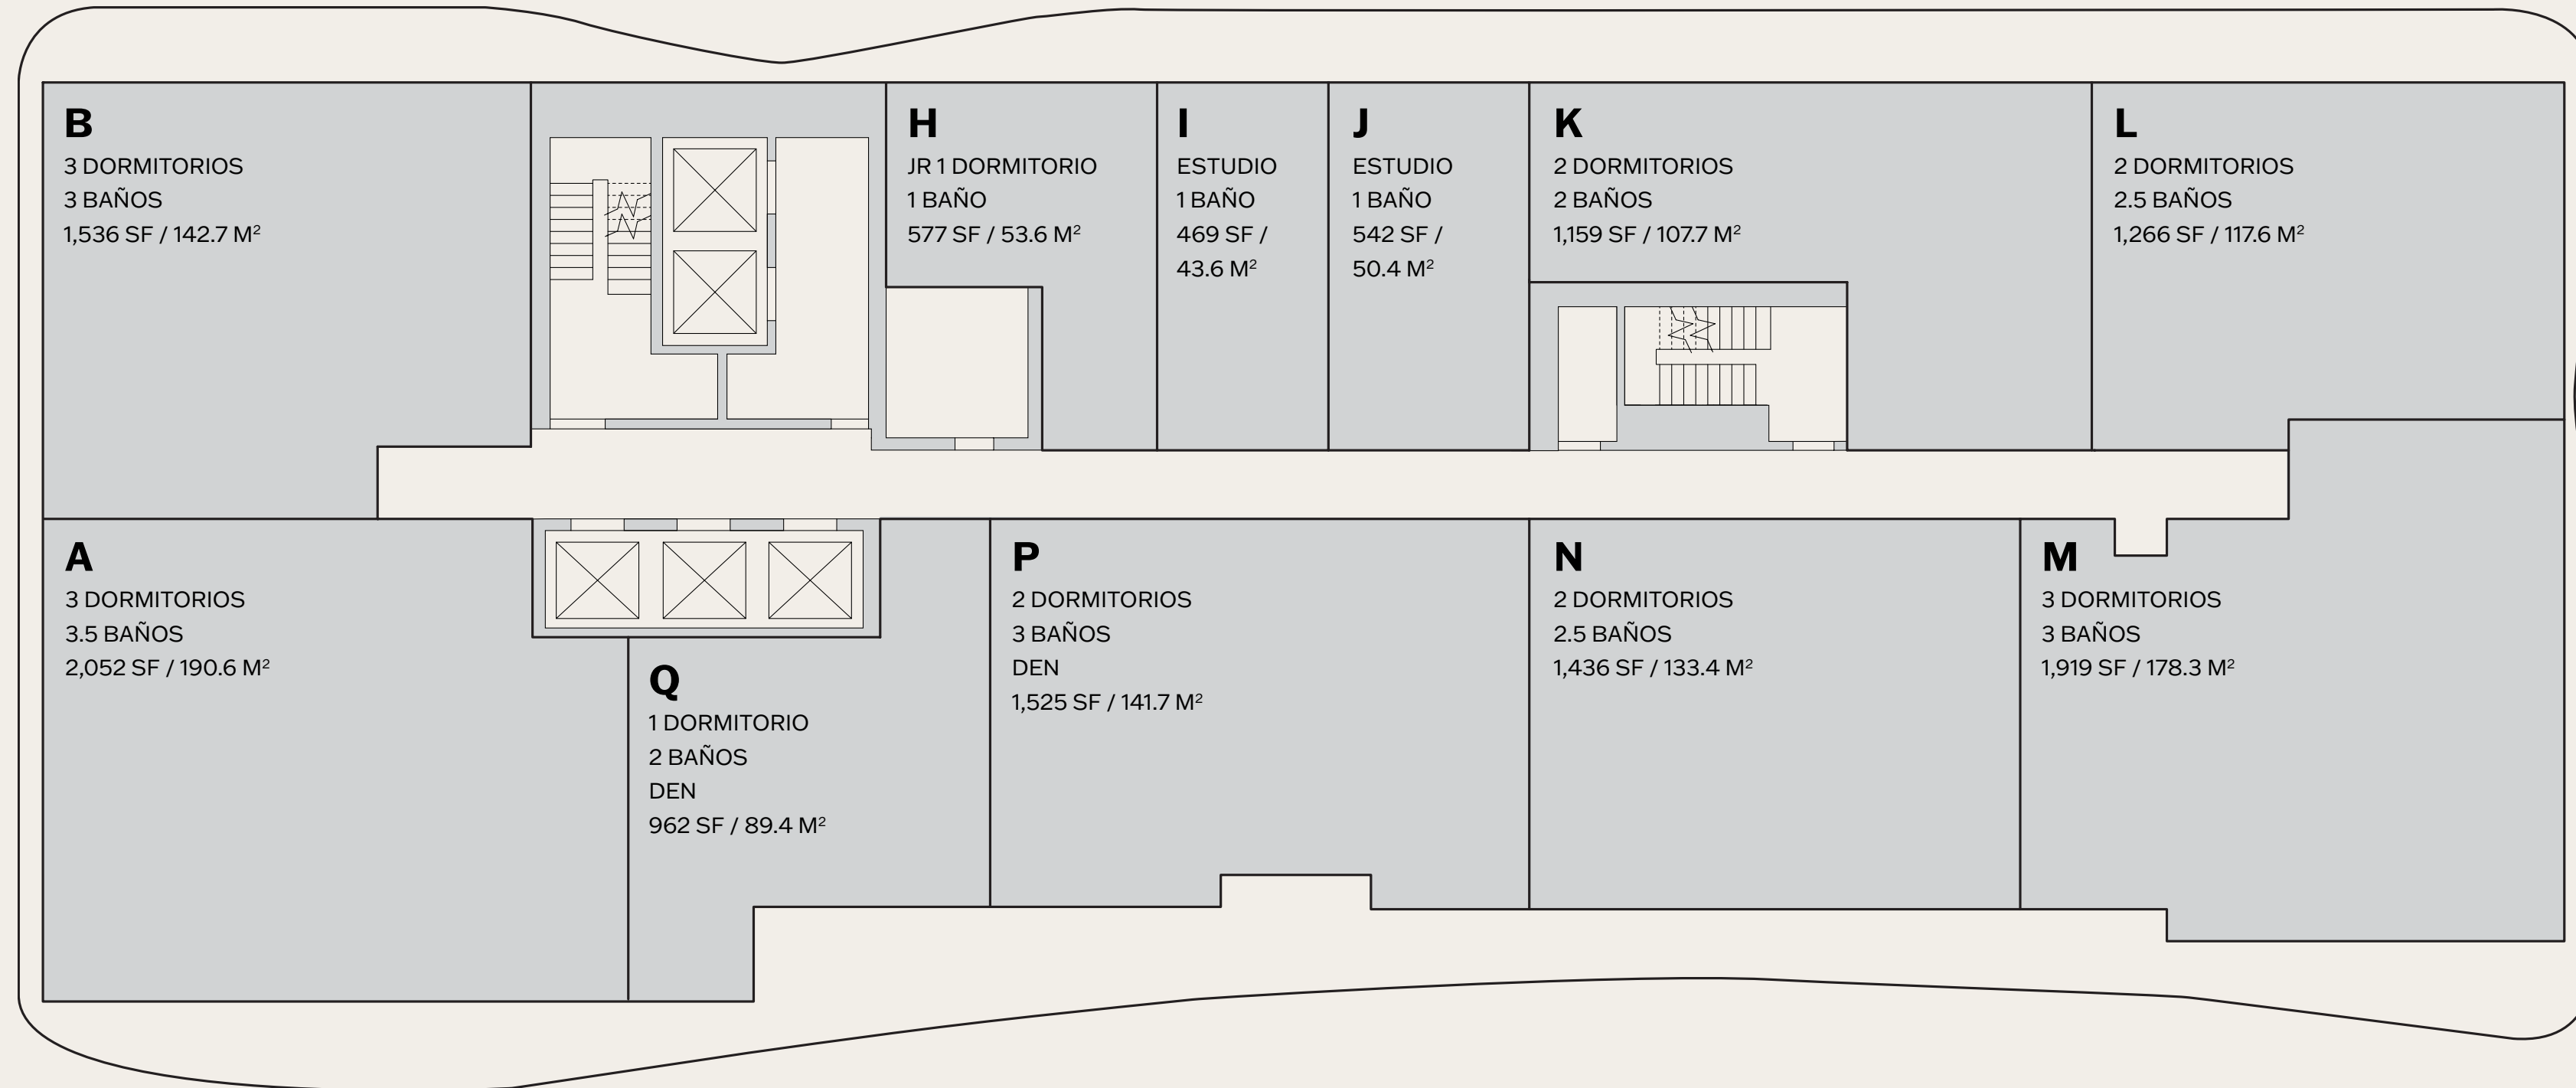 B
3 DORMITORIOS
3 BAÑOS
1,536 SF / 142.7 M²
H
JR 1 DORMITORIO
1 BAÑO
577 SF / 53.6 M²
I
ESTUDIO
1 BAÑO
469 SF /
43.6 M²
J
ESTUDIO
1 BAÑO
542 SF /
50.4 M²
K
2 DORMITORIOS
2 BAÑOS
1,159 SF / 107.7 M²
L
2 DORMITORIOS
2.5 BAÑOS
1,266 SF / 117.6 M²
A
3 DORMITORIOS
3.5 BAÑOS
2,052 SF / 190.6 M²
Q
1 DORMITORIO
2 BAÑOS
DEN
962 SF / 89.4 M²
P
2 DORMITORIOS
3 BAÑOS
DEN
1,525 SF / 141.7 M²
N
2 DORMITORIOS
2.5 BAÑOS
1,436 SF / 133.4 M²
M
3 DORMITORIOS
3 BAÑOS
1,919 SF / 178.3 M²